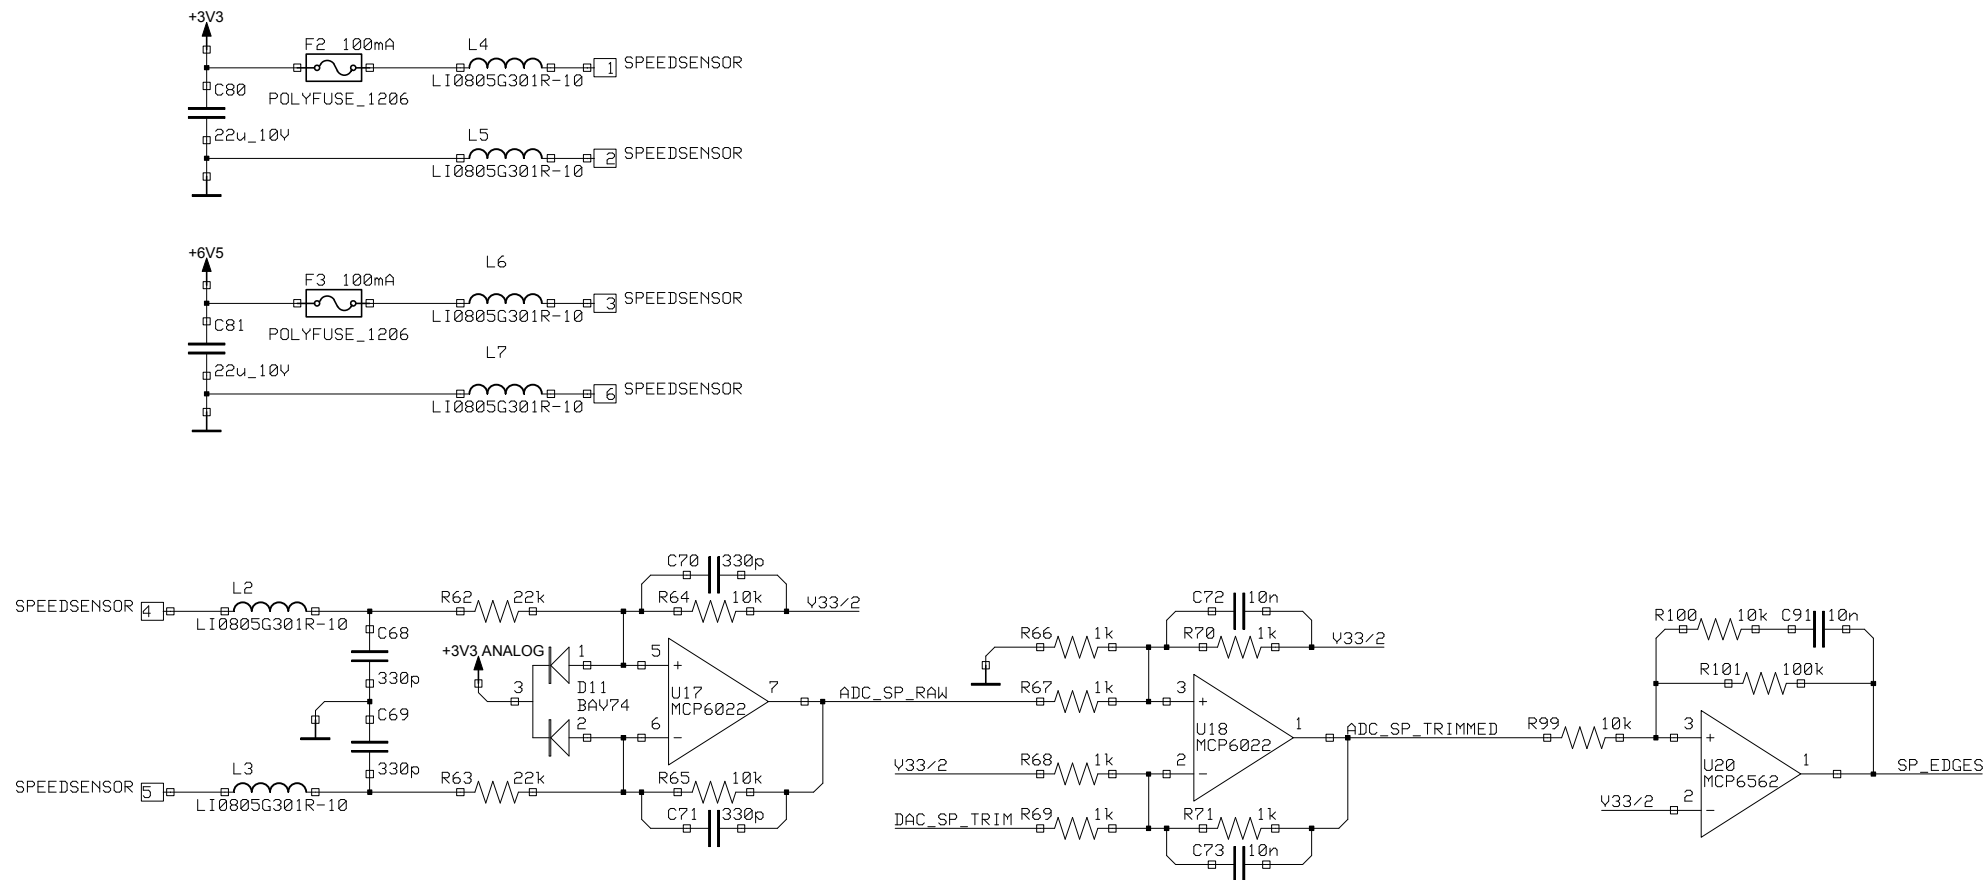 +3V3
F2 100mA
L4
1 SPEEDSENSOR
LI0805G301R-10
C80
POLYFUSE_1206
22u_10V
L5
2 SPEEDSENSOR
LI0805G301R-10
+6V5
L6
F3 100mA
3 SPEEDSENSOR
LI0805G301R-10
C81
POLYFUSE_1206
L7
22u_10V
6 SPEEDSENSOR
LI0805G301R-10
C70 330p
L2
SPEEDSENSOR 4
R62 22k
R64 10k
V33/2
LI0805G301R-10
C68
+3V3 ANALOG
1
5
+
330p
3
D11
BAV74
U17
MCP6022
7
ADC_SP_RAW
C69
2
6
-
330p
L3
SPEEDSENSOR 5
R63 22k
R65 10k
LI0805G301R-10
C71 330p
C72 10n
R66 1k
R70 1k
V33/2
R67 1k
3
+
U18
MCP6022
1
ADC_SP_TRIMMED
V33/2
R68 1k
2
-
DAC_SP_TRIM
R69 1k
R71 1k
C73 10n
R100 10k
C91 10n
R101 100k
R99 10k
3
+
U20
MCP6562
1
SP_EDGES
V33/2
2
-